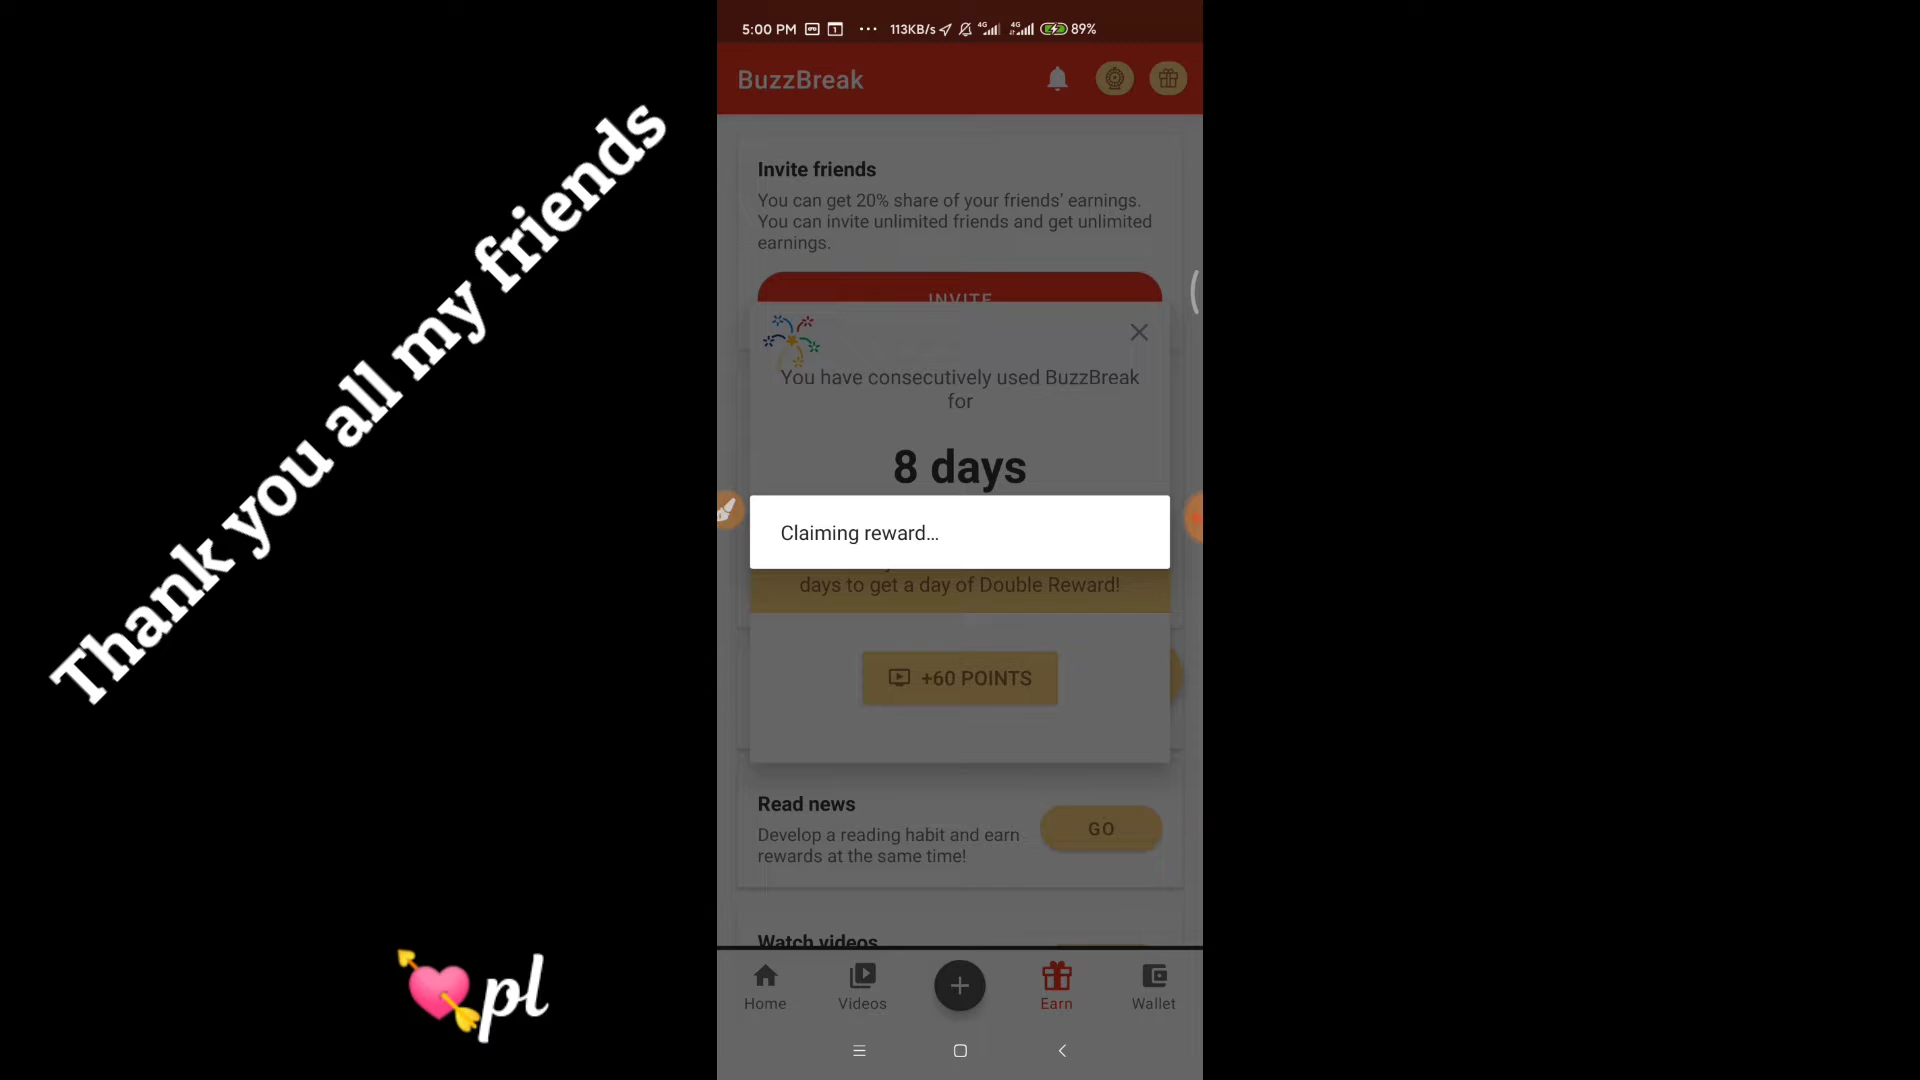 Thank you all my friends
pl
5:00 PM 1 ... 113KB/s 4G 4G 89%
BuzzBreak
Invite friends
You can get 20% share of your friends' earnings.
You can invite unlimited friends and get unlimited
earnings.
INVITE
You have consecutively used BuzzBreak
for
8 days
Claiming reward...
days to get a day of Double Reward!
+60 POINTS
Read news
Develop a reading habit and earn
rewards at the same time!
GO
Watch videos
Home
Videos
Earn
Wallet